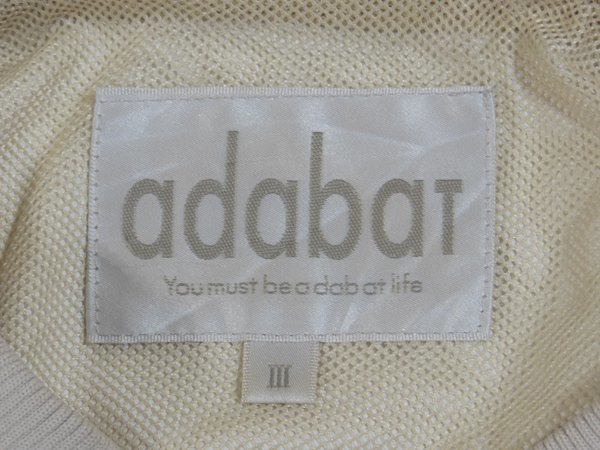 adabat
You must be a dab at life
III